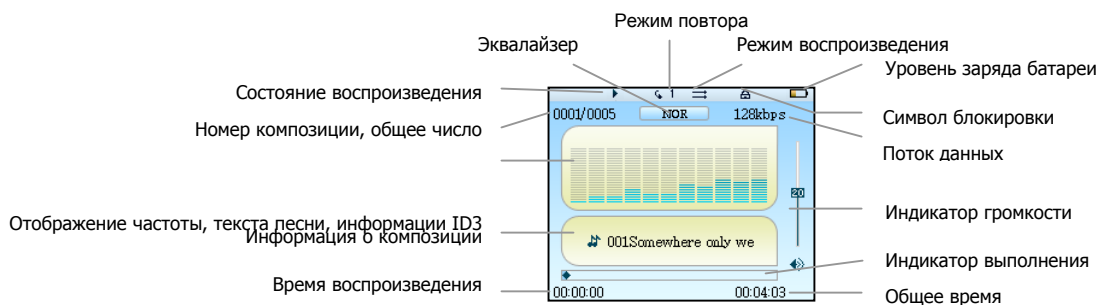 Режим повтора
Эквалайзер
Режим воспроизведения
Уровень заряда батареи
Состояние воспроизведения
1
0001/0005
NOR
128kbps
Символ блокировки
Номер композиции, общее число
Поток данных
20
Отображение частоты, текста песни, информации ID3
Индикатор громкости
Информация о композиции
001Somewhere only we
Индикатор выполнения
Время воспроизведения
00:00:00
00:04:03
Общее время